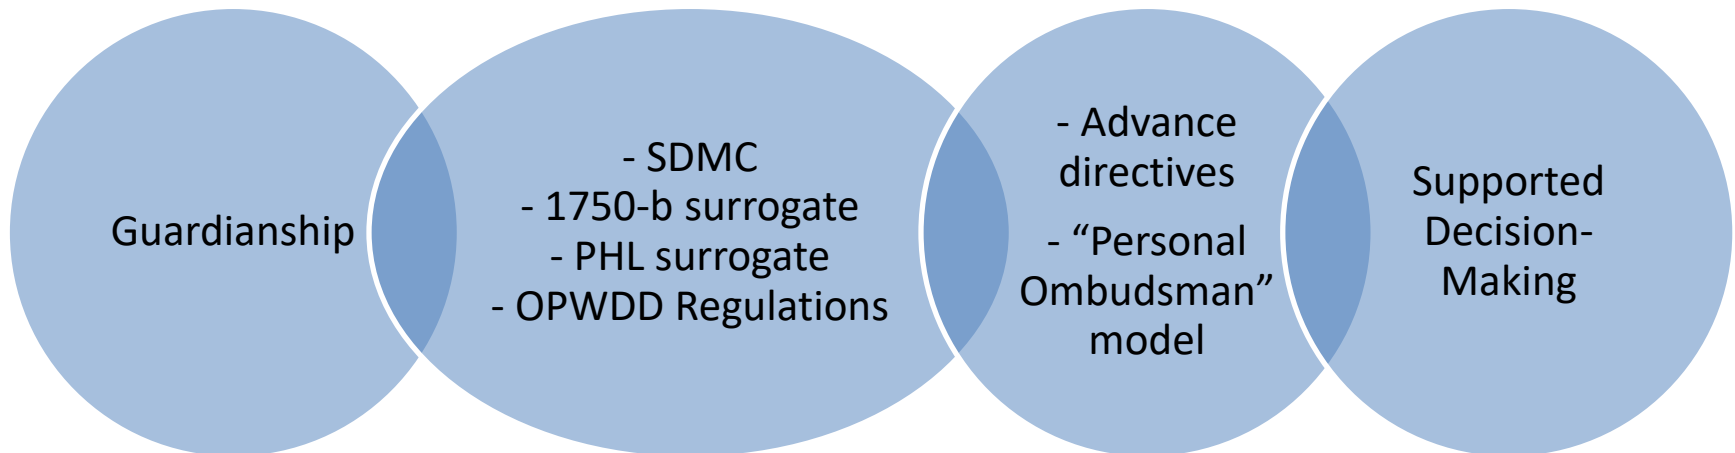 Guardianship
- SDMC
- 1750-b surrogate
- PHL surrogate
- OPWDD Regulations
- Advance
directives
- “Personal
Ombudsman”
model
Supported
Decision-
Making